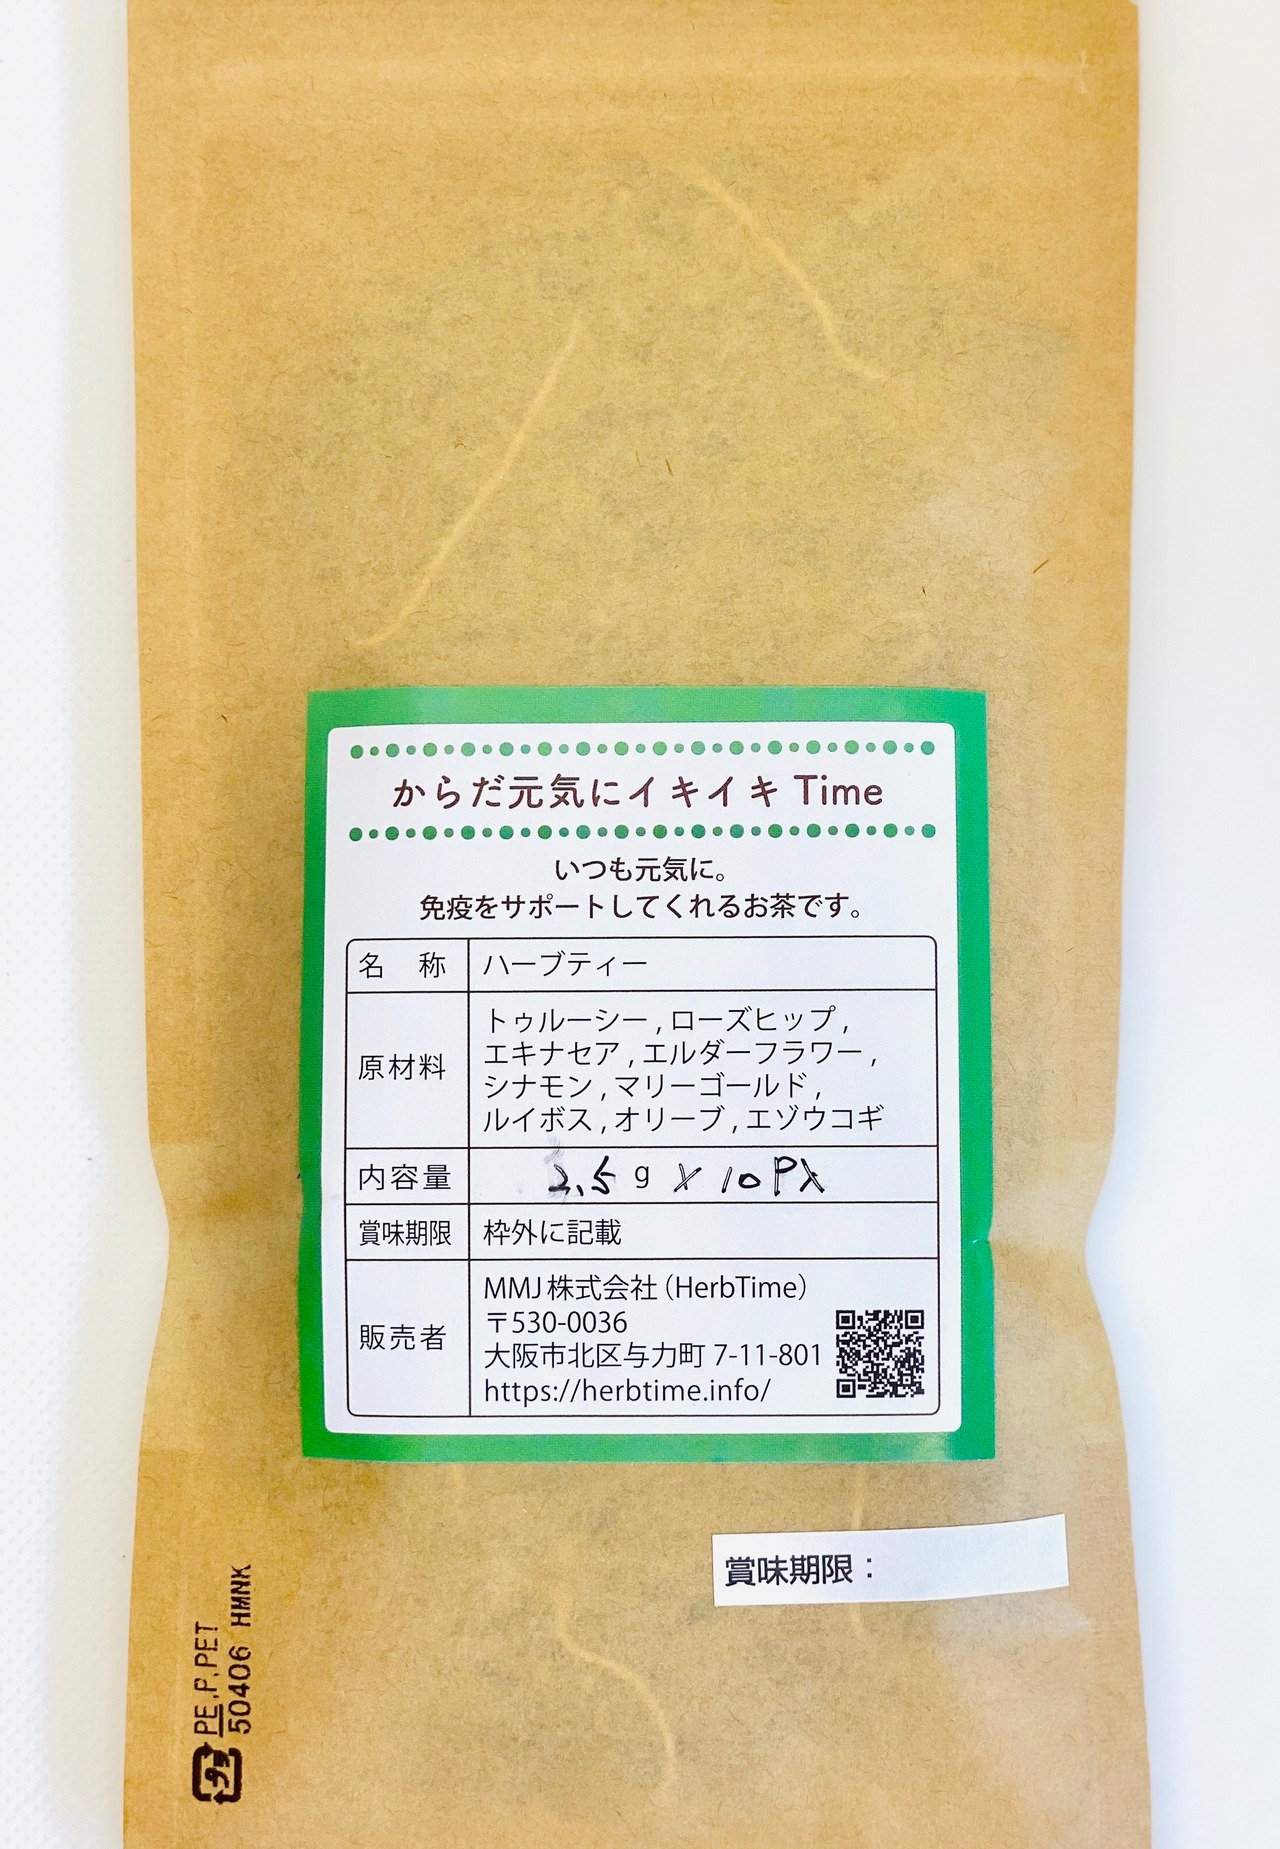 からだ元気にイキイキ Time
いつも元気に。
免疫をサポートしてくれるお茶です。
名 称 ハーブティー
原材料
トゥルーシー , ローズヒップ ,
エキナセア , エルダーフラワー ,
シナモン , マリーゴールド ,
ルイボス , オリーブ , エゾウコギ
内容量 2.5 g × 10 P入
賞味期限 枠外に記載
販売者
MMJ 株式会社（HerbTime）
〒530-0036
大阪市北区与力町 7-11-801
https://herbtime.info/
賞味期限：
プラ
PE,P,PET
50406 HMNK